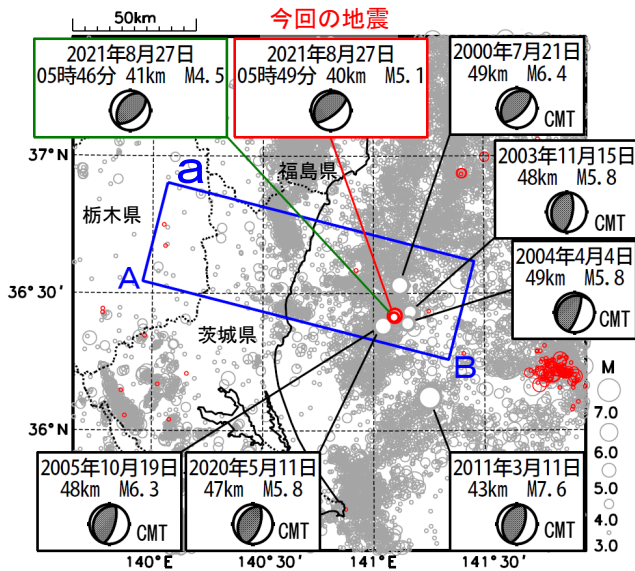 50km
今回の地震
2021年8月27日
05時46分 41km M4.5
2021年8月27日
05時49分 40km M5.1
2000年7月21日
49km M6.4
CMT
2003年11月15日
48km M5.8
CMT
2004年4月4日
49km M5.8
CMT
37°N
福島県
a
栃木県
A
36°30′
茨城県
B
M
7.0
6.0
5.0
4.0
3.0
36°N
2005年10月19日
48km M6.3
CMT
2020年5月11日
47km M5.8
CMT
2011年3月11日
43km M7.6
CMT
140°E
140°30′
141°E
141°30′